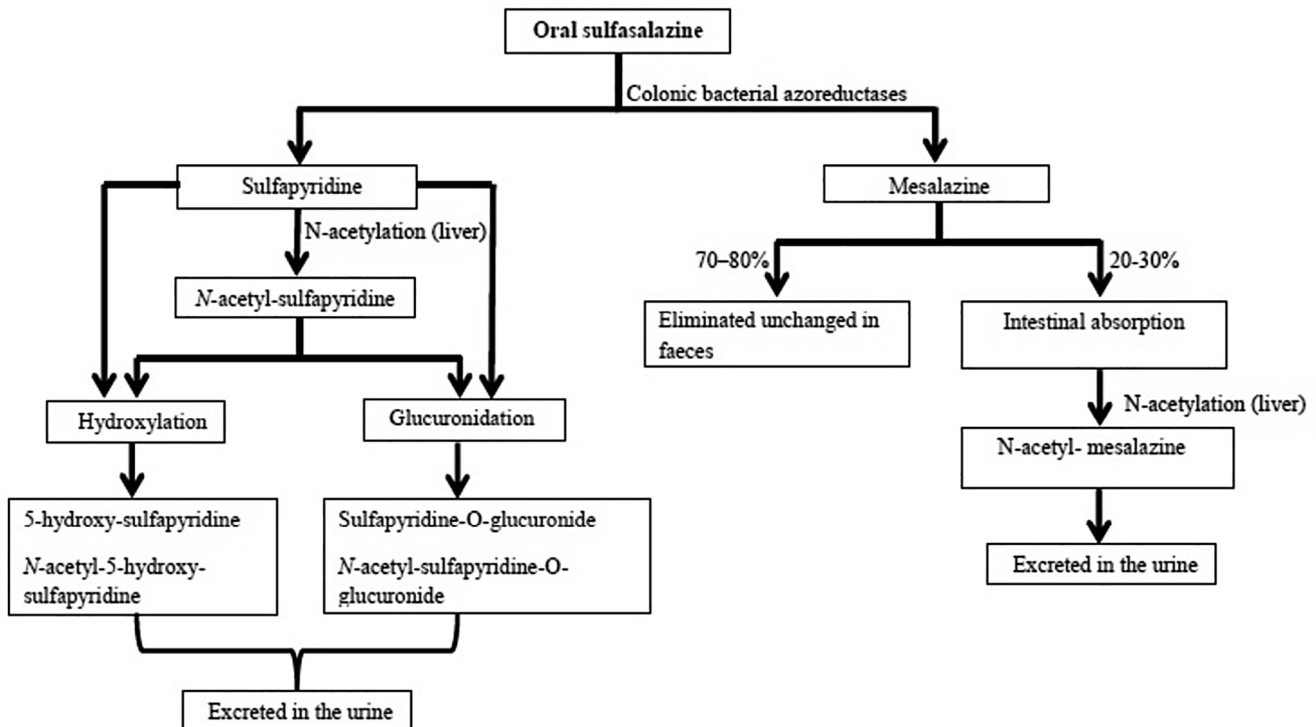 Oral sulfasalazine
Colonic bacterial azoreductases
Sulfapyridine
Mesalazine
N-acetylation (liver)
70–80%
20-30%
N-acetyl-sulfapyridine
Eliminated unchanged in
faeces
Intestinal absorption
Hydroxylation
Glucuronidation
N-acetylation (liver)
N-acetyl- mesalazine
5-hydroxy-sulfapyridine
N-acetyl-5-hydroxy-
sulfapyridine
Sulfapyridine-O-glucuronide
N-acetyl-sulfapyridine-O-
glucuronide
Excreted in the urine
Excreted in the urine